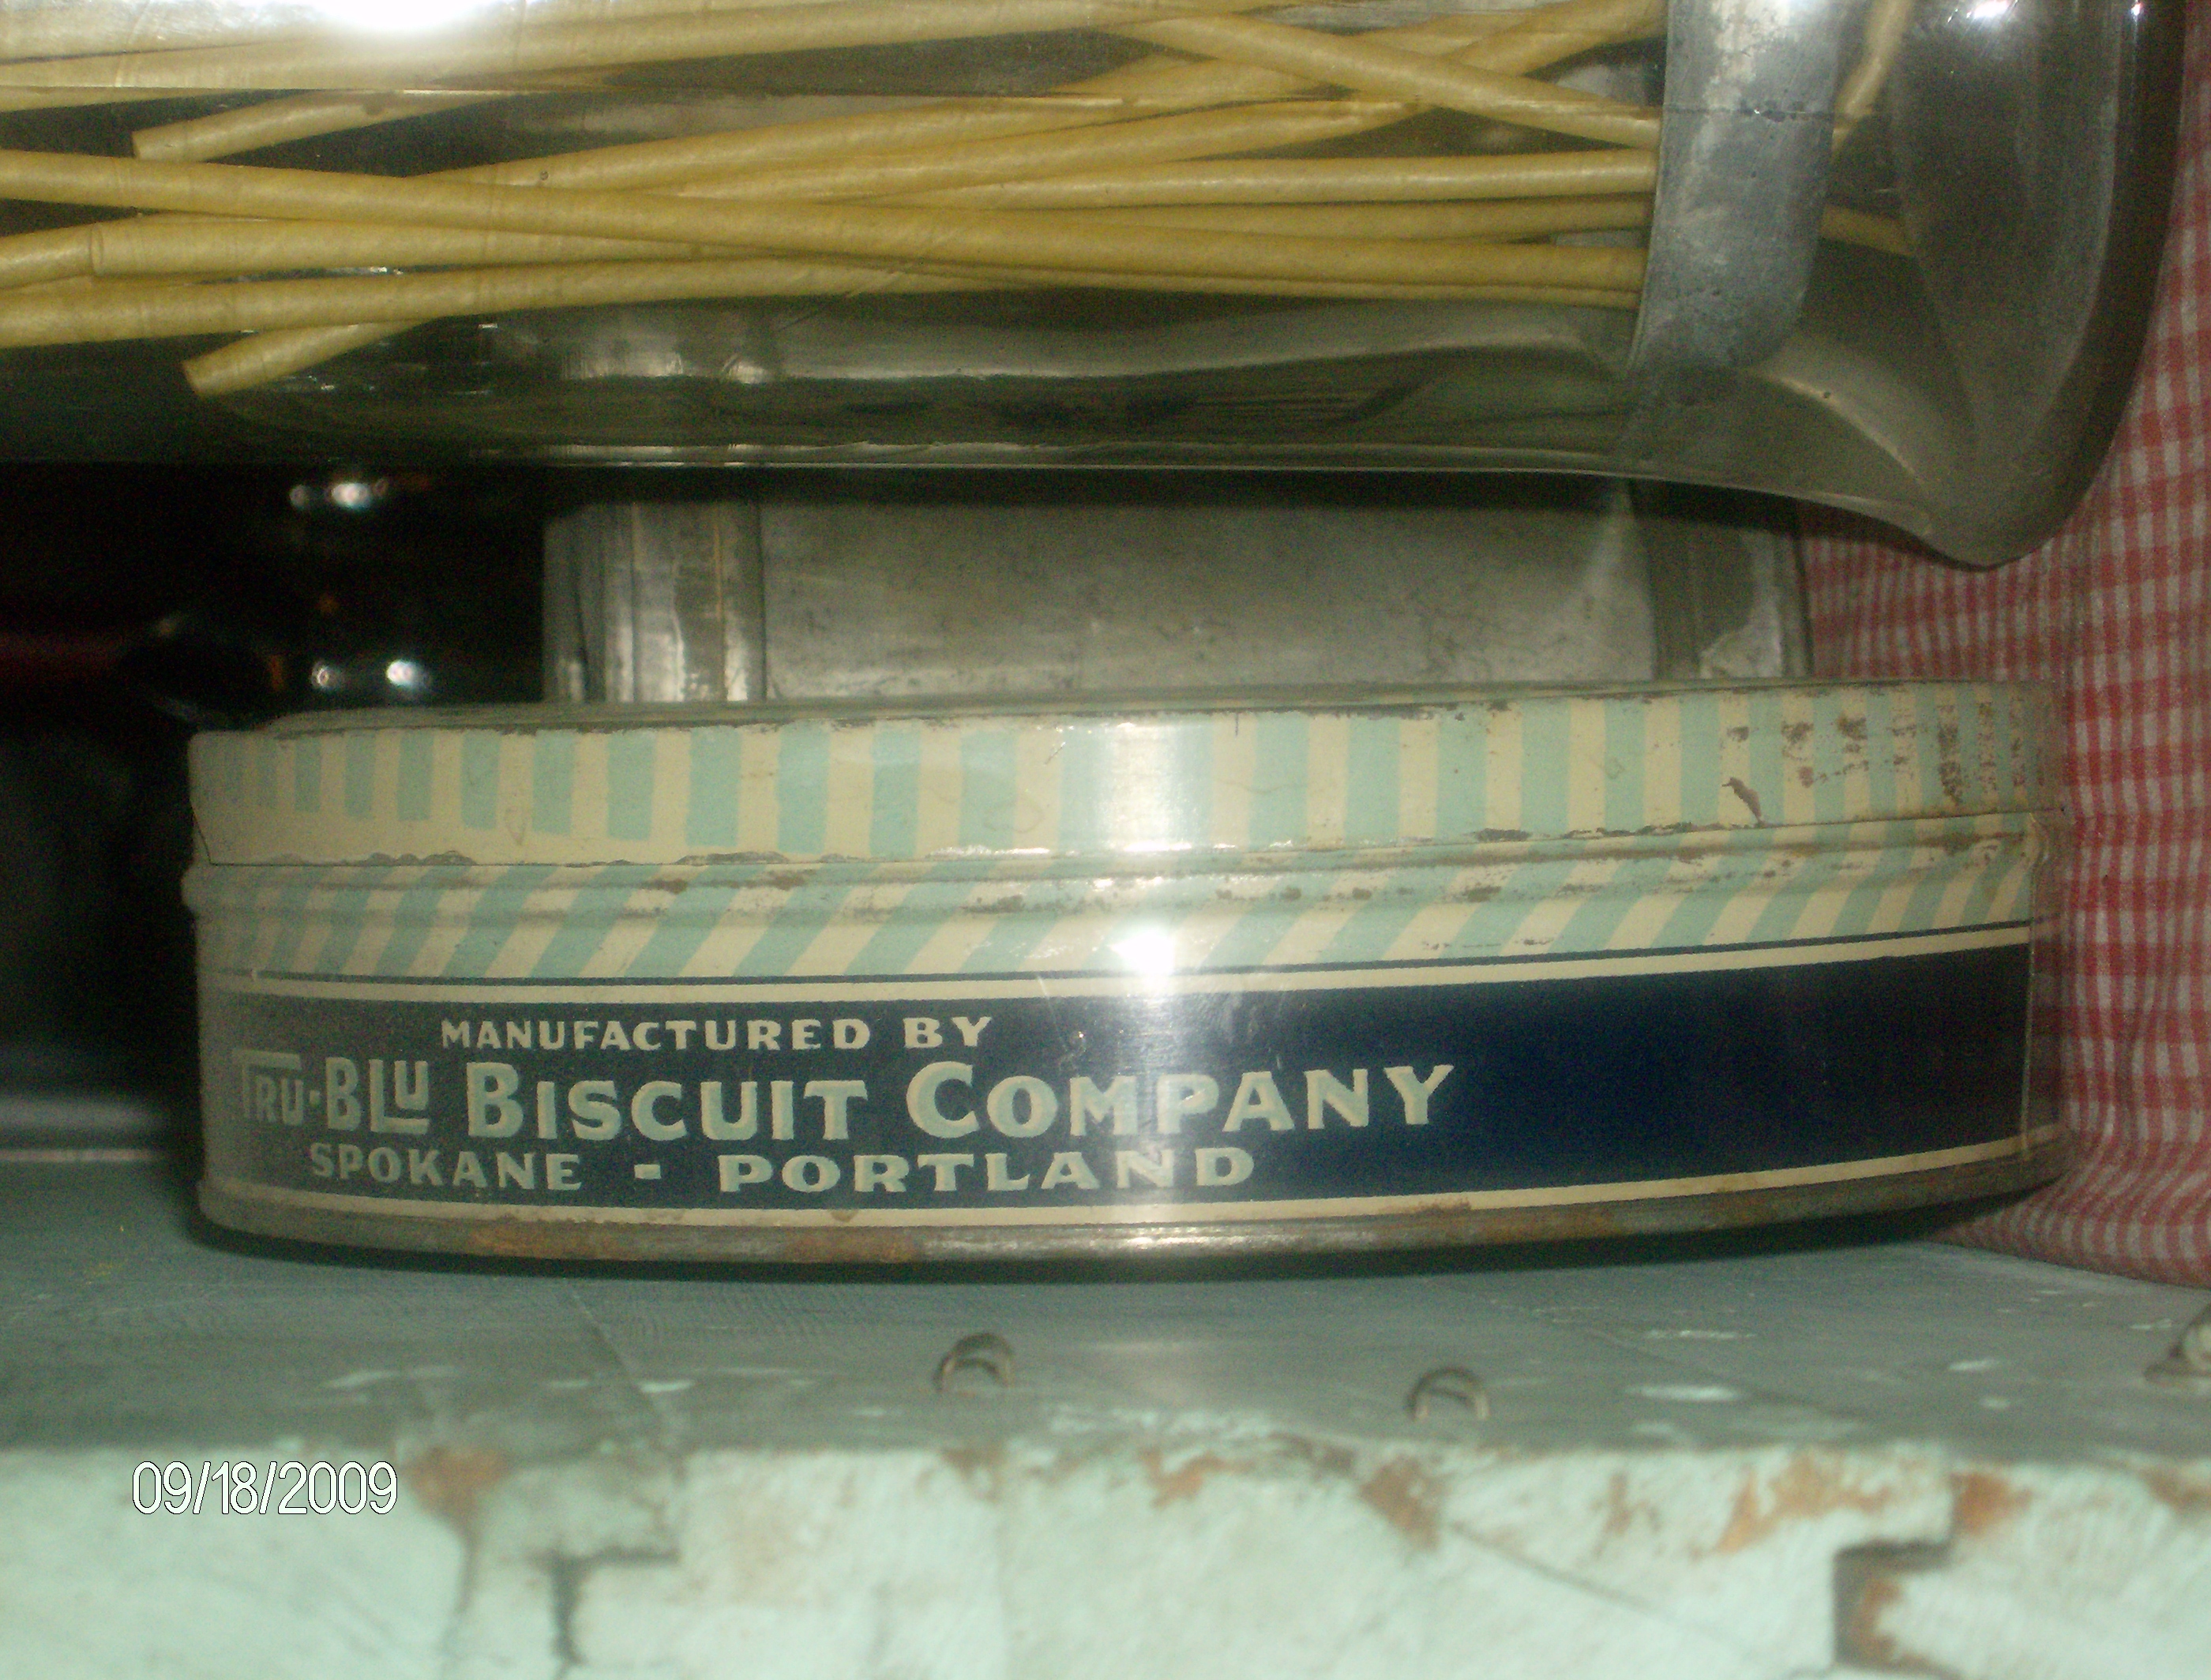 MANUFACTURED BY
TRU-BLU BISCUIT COMPANY
SPOKANE - PORTLAND
09/18/2009